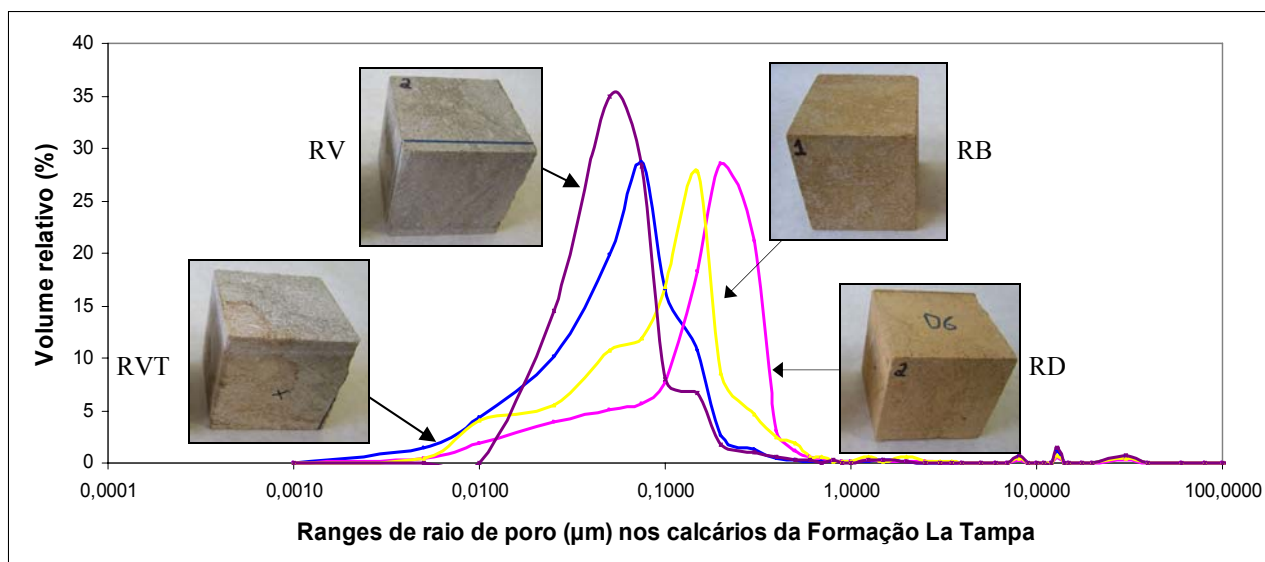 40
35
30
25
20
15
10
5
0
Volume relativo (%)
RV
2
1
RB
RVT
+
D6
2
RD
0,0001 0,0010 0,0100 0,1000 1,0000 10,0000 100,0000
Ranges de raio de poro (μm) nos calcários da Formação La Tampa